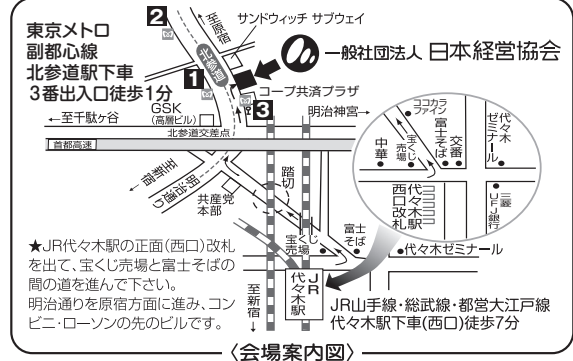 東京メトロ
副都心線
北参道駅下車
3番出入口徒歩1分
2
至原宿
サンドウィッチ サブウェイ
北参道
一般社団法人 日本経営協会
1
コープ共済プラザ
3
GSK
(高層ビル)
明治神宮→
←至千駄ヶ谷
北参道交差点
首都高速
至新宿
明治通り
共産党
本部
踏切
宝くじ
売場
富士
そば
代々木ゼミナール
ココカラ
ファイン
中華
宝くじ
売場
富士そば
交番
代々木
ゼミナール
代々木駅
西口改札
三菱
UFJ銀行
★JR代々木駅の正面(西口)改札
を出て、宝くじ売場と富士そばの
間の道を進んで下さい。
明治通りを原宿方面に進み、コン
ビニ・ローソンの先のビルです。
至新宿
JR
代々木駅
JR山手線・総武線・都営大江戸線
代々木駅下車(西口)徒歩7分
〈会場案内図〉